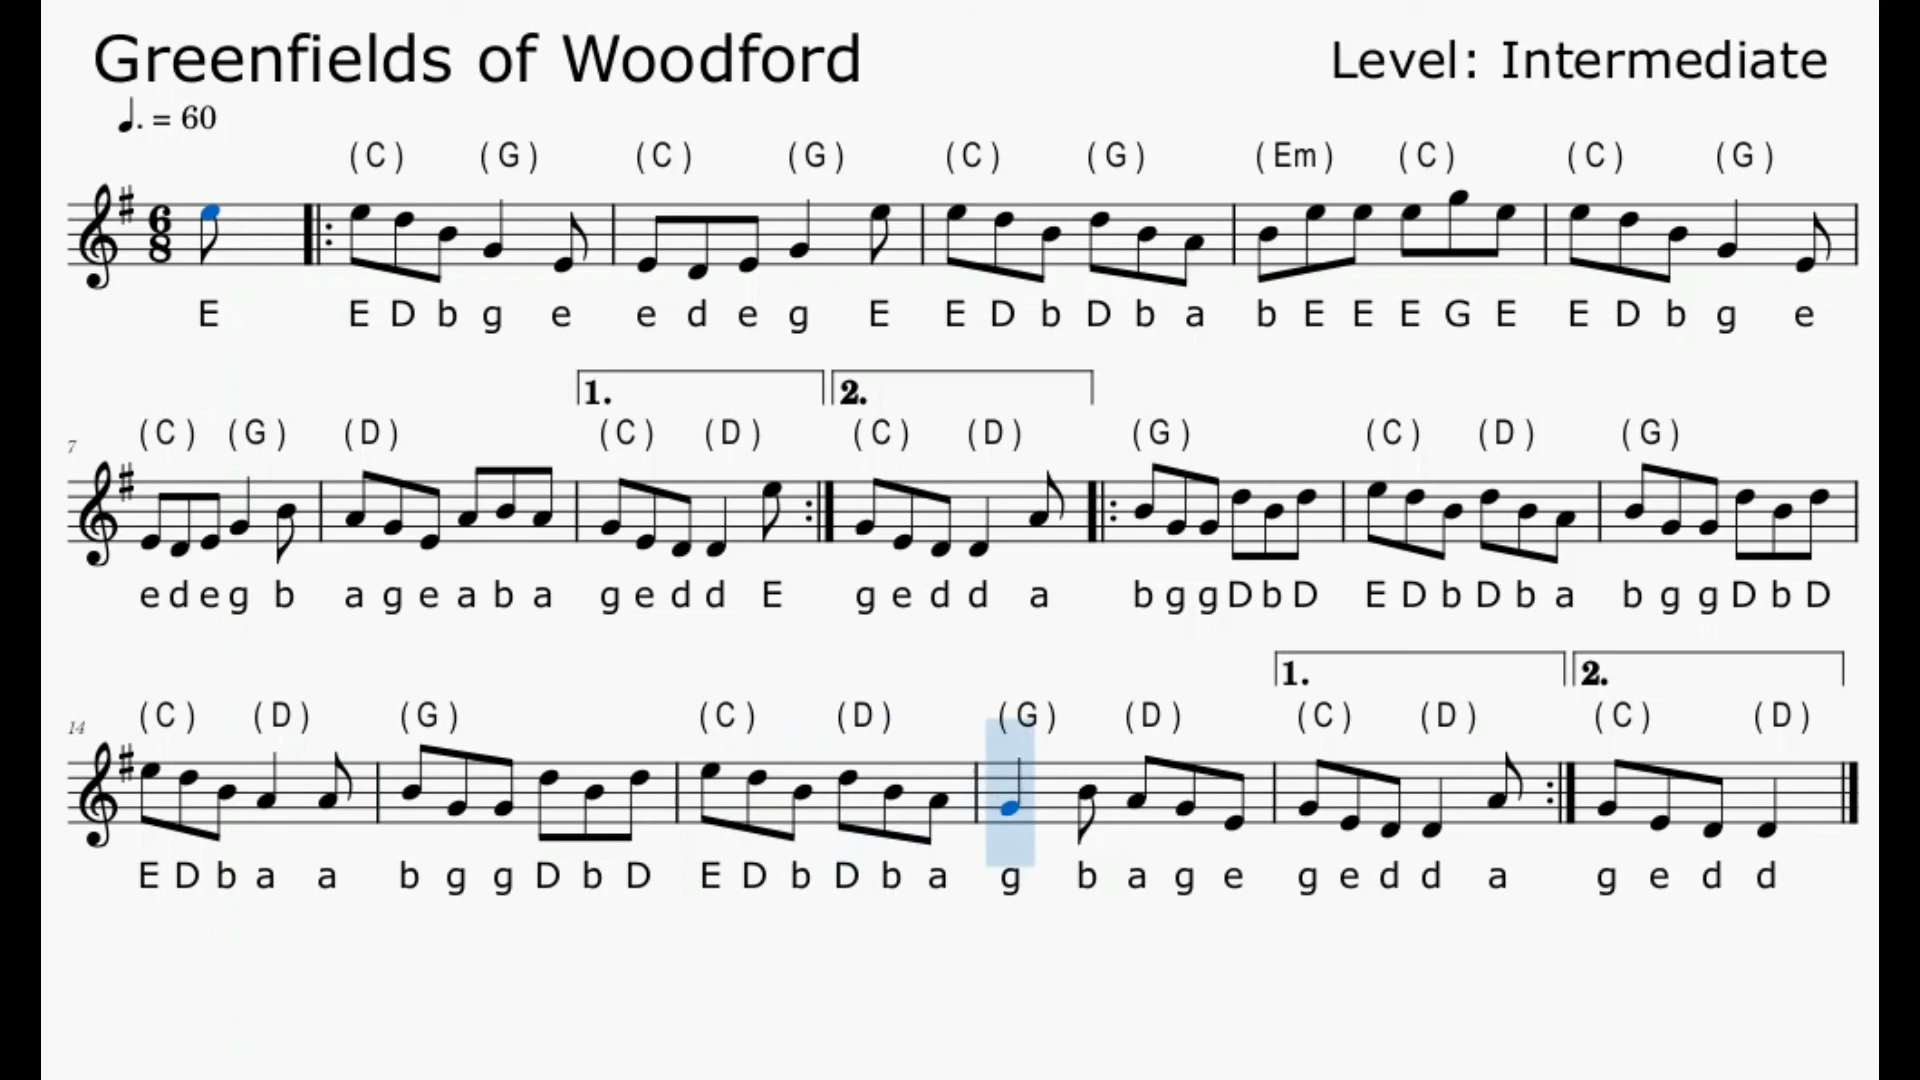 Greenfields of Woodford Level: Intermediate
♩. = 60
(C) (G) (C) (G) (C) (G) (Em) (C) (C) (G)
6
8
E E D b g e e d e g E E D b D b a b E E E G E E D b g e
1. 2.
(C) (G) (D) (C) (D) (C) (D) (G) (C) (D) (G)
7
e d e g b a g e a b a g e d d E g e d d a b g g D b D E D b D b a b g g D b D
1. 2.
(C) (D) (G) (C) (D) (G) (D) (C) (D) (C) (D)
14
E D b a a b g g D b D E D b D b a g b a g e g e d d a g e d d